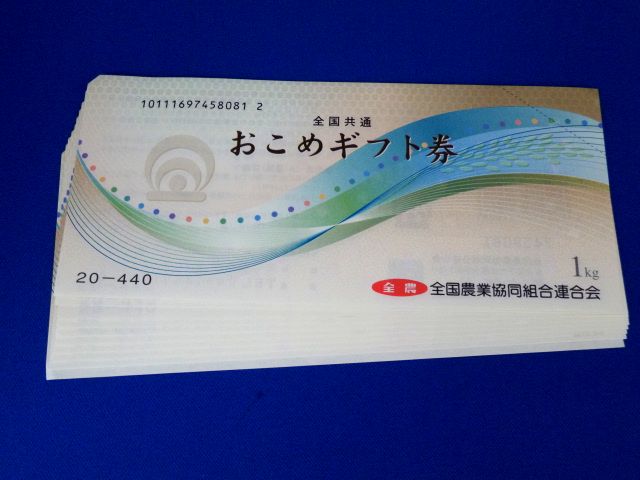 10111697458081 2
全国共通
おこめギフト券
1kg
20-440
全農 全国農業協同組合連合会